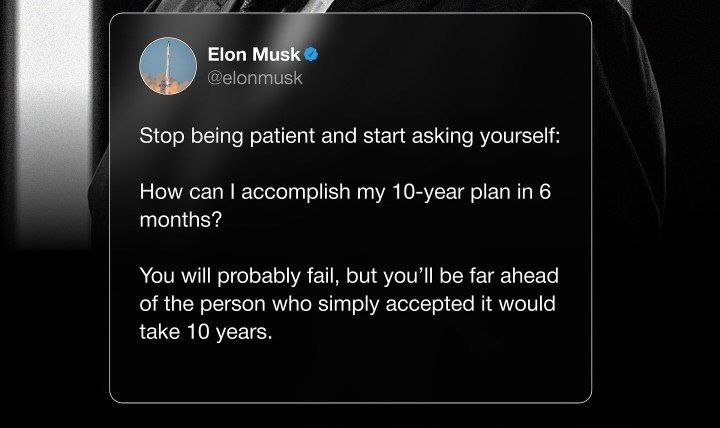 Elon Musk
@elonmusk
Stop being patient and start asking yourself:
How can I accomplish my 10-year plan in 6
months?
You will probably fail, but you’ll be far ahead
of the person who simply accepted it would
take 10 years.